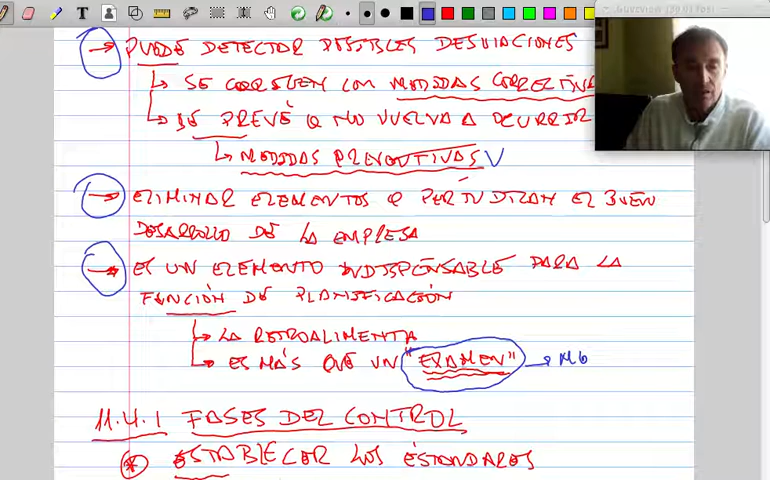 → PUEDE DETECTAR POSIBLES DESVIACIONES
↳ SE CORRIGEN CON MEDIDAS CORRECTIVA
↳ SE PREVÉ Q NO VUELVA A OCURRIR
↳ MEDIDAS PREVENTIVAS
→ ELIMINAR ELEMENTOS Q PERJUDICAN EL BUEN
DESARROLLO DE LA EMPRESA
→ ES UN ELEMENTO INDISPENSABLE PARA LA
FUNCIÓN DE PLANIFICACIÓN
↳ LA RETROALIMENTA
↳ ES MÁS QUE UN "EXAMEN" →
11.4.1 FASES DEL CONTROL
* ESTABLECER LOS ESTÁNDARES